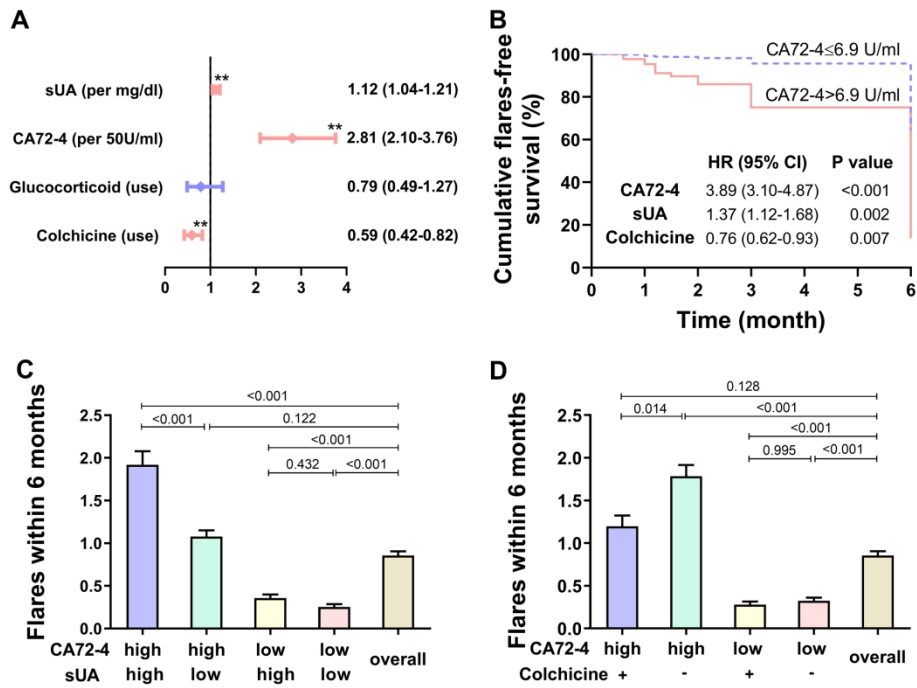 A
sUA (per mg/dl) ** 1.12 (1.04-1.21)
CA72-4 (per 50U/ml) ** 2.81 (2.10-3.76)
Glucocorticoid (use) 0.79 (0.49-1.27)
Colchicine (use) ** 0.59 (0.42-0.82)
0 1 2 3 4
B
Cumulative flares-free
survival (%)
100
80
60
40
20
0
CA72-4≤6.9 U/ml
CA72-4>6.9 U/ml
HR (95% CI) P value
CA72-4 3.89 (3.10-4.87) <0.001
sUA 1.37 (1.12-1.68) 0.002
Colchicine 0.76 (0.62-0.93) 0.007
0 1 2 3 4 5 6
Time (month)
C
Flares within 6 months
<0.001
<0.001 0.122
<0.001
0.432 <0.001
2.5
2.0
1.5
1.0
0.5
0.0
CA72-4 high high low low overall
sUA high low high low
D
Flares within 6 months
0.128
0.014 <0.001
<0.001
0.995 <0.001
2.5
2.0
1.5
1.0
0.5
0.0
CA72-4 high high low low overall
Colchicine + - + -